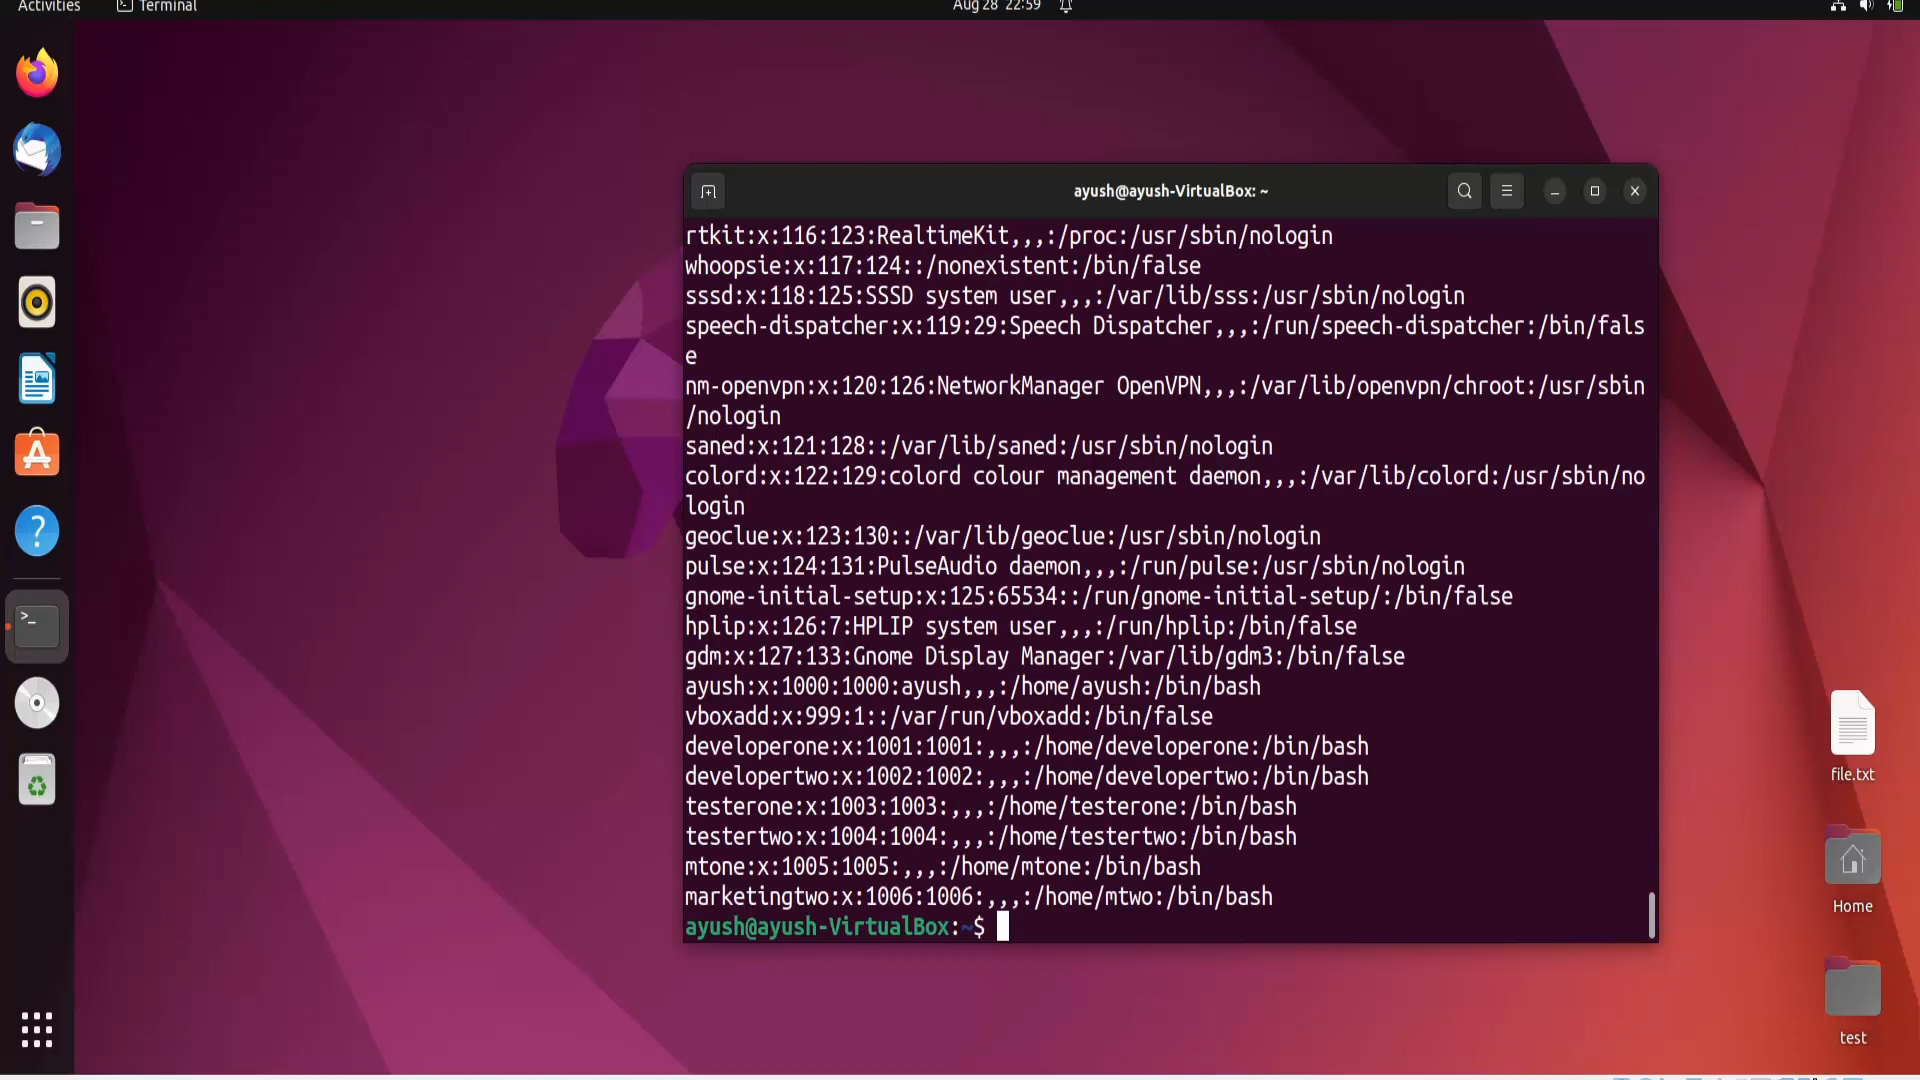 Activities Terminal Aug 28 22:59
ayush@ayush-VirtualBox: ~
rtkit:x:116:123:RealtimeKit,,,:/proc:/usr/sbin/nologin
whoopsie:x:117:124::/nonexistent:/bin/false
sssd:x:118:125:SSSD system user,,,:/var/lib/sss:/usr/sbin/nologin
speech-dispatcher:x:119:29:Speech Dispatcher,,,:/run/speech-dispatcher:/bin/fals
e
nm-openvpn:x:120:126:NetworkManager OpenVPN,,,:/var/lib/openvpn/chroot:/usr/sbin
/nologin
saned:x:121:128::/var/lib/saned:/usr/sbin/nologin
colord:x:122:129:colord colour management daemon,,,:/var/lib/colord:/usr/sbin/no
login
geoclue:x:123:130::/var/lib/geoclue:/usr/sbin/nologin
pulse:x:124:131:PulseAudio daemon,,,:/run/pulse:/usr/sbin/nologin
gnome-initial-setup:x:125:65534::/run/gnome-initial-setup/:/bin/false
hplip:x:126:7:HPLIP system user,,,:/run/hplip:/bin/false
gdm:x:127:133:Gnome Display Manager:/var/lib/gdm3:/bin/false
ayush:x:1000:1000:ayush,,,:/home/ayush:/bin/bash
vboxadd:x:999:1::/var/run/vboxadd:/bin/false
developerone:x:1001:1001:,,,:/home/developerone:/bin/bash
developertwo:x:1002:1002:,,,:/home/developertwo:/bin/bash
testerone:x:1003:1003:,,,:/home/testerone:/bin/bash
testertwo:x:1004:1004:,,,:/home/testertwo:/bin/bash
mtone:x:1005:1005:,,,:/home/mtone:/bin/bash
marketingtwo:x:1006:1006:,,,:/home/mtwo:/bin/bash
ayush@ayush-VirtualBox:~$
file.txt
Home
test